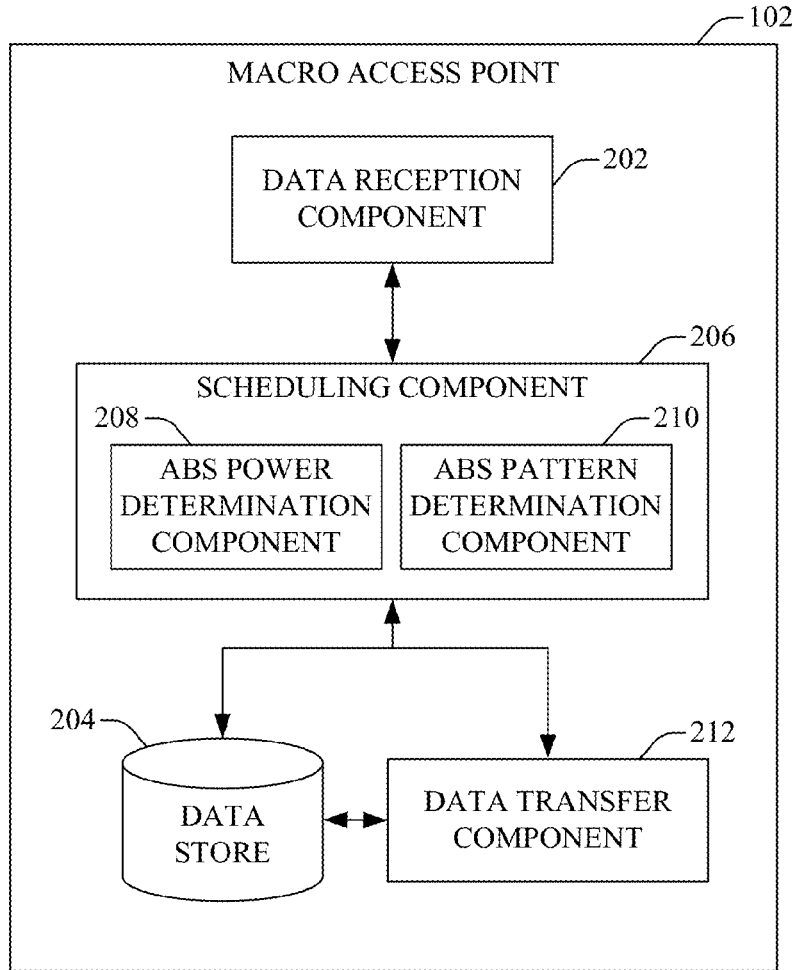 102
MACRO ACCESS POINT
202
DATA RECEPTION
COMPONENT
206
SCHEDULING COMPONENT
208
ABS POWER
DETERMINATION
COMPONENT
210
ABS PATTERN
DETERMINATION
COMPONENT
204
DATA
STORE
212
DATA TRANSFER
COMPONENT